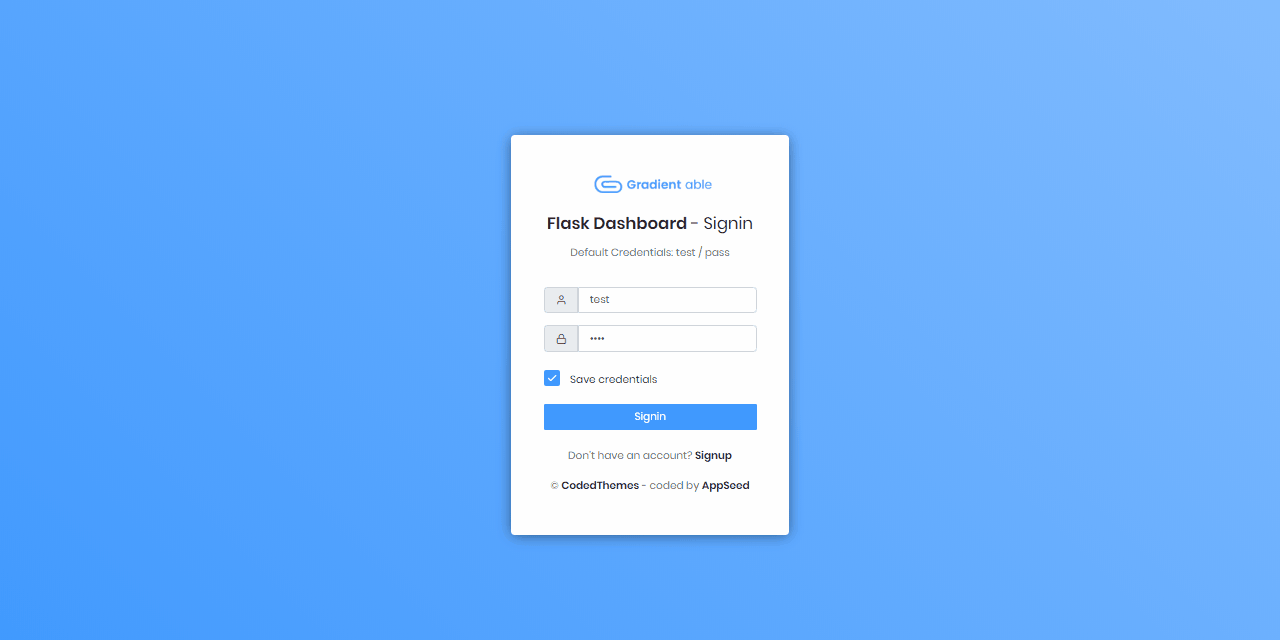 Gradient able
Flask Dashboard - Signin
Default Credentials: test / pass
test
••••
Save credentials
Signin
Don't have an account? Signup
© CodedThemes - coded by AppSeed